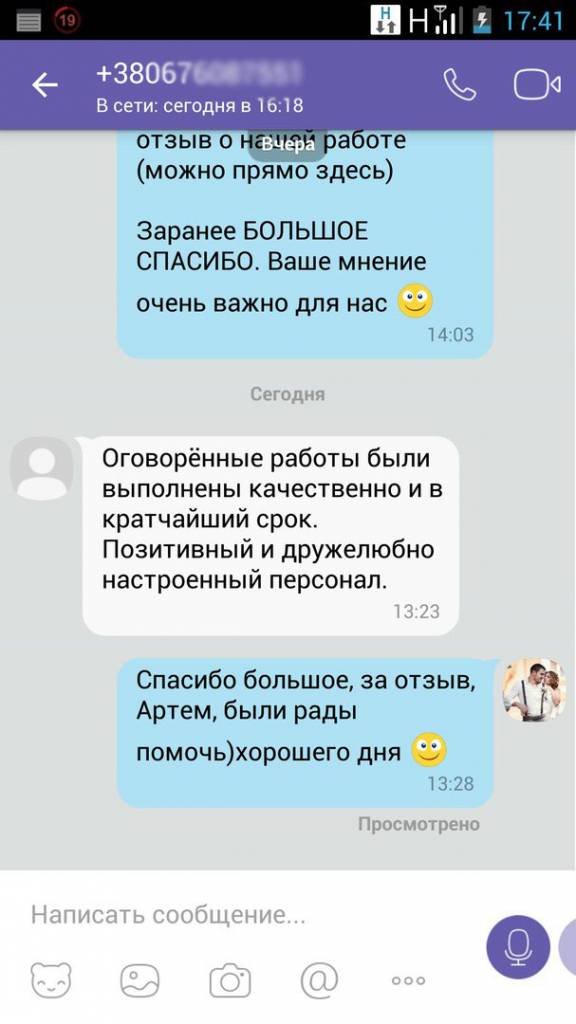 19
H
H
17:41
+38067
В сети: сегодня в 16:18
Вчера
отзыв о нашей работе
(можно прямо здесь)
Заранее БОЛЬШОЕ
СПАСИБО. Ваше мнение
очень важно для нас
14:03
Сегодня
Оговорённые работы были
выполнены качественно и в
кратчайший срок.
Позитивный и дружелюбно
настроенный персонал.
13:23
Спасибо большое, за отзыв,
Артем, были рады
помочь)хорошего дня
13:28
Просмотрено
Написать сообщение...